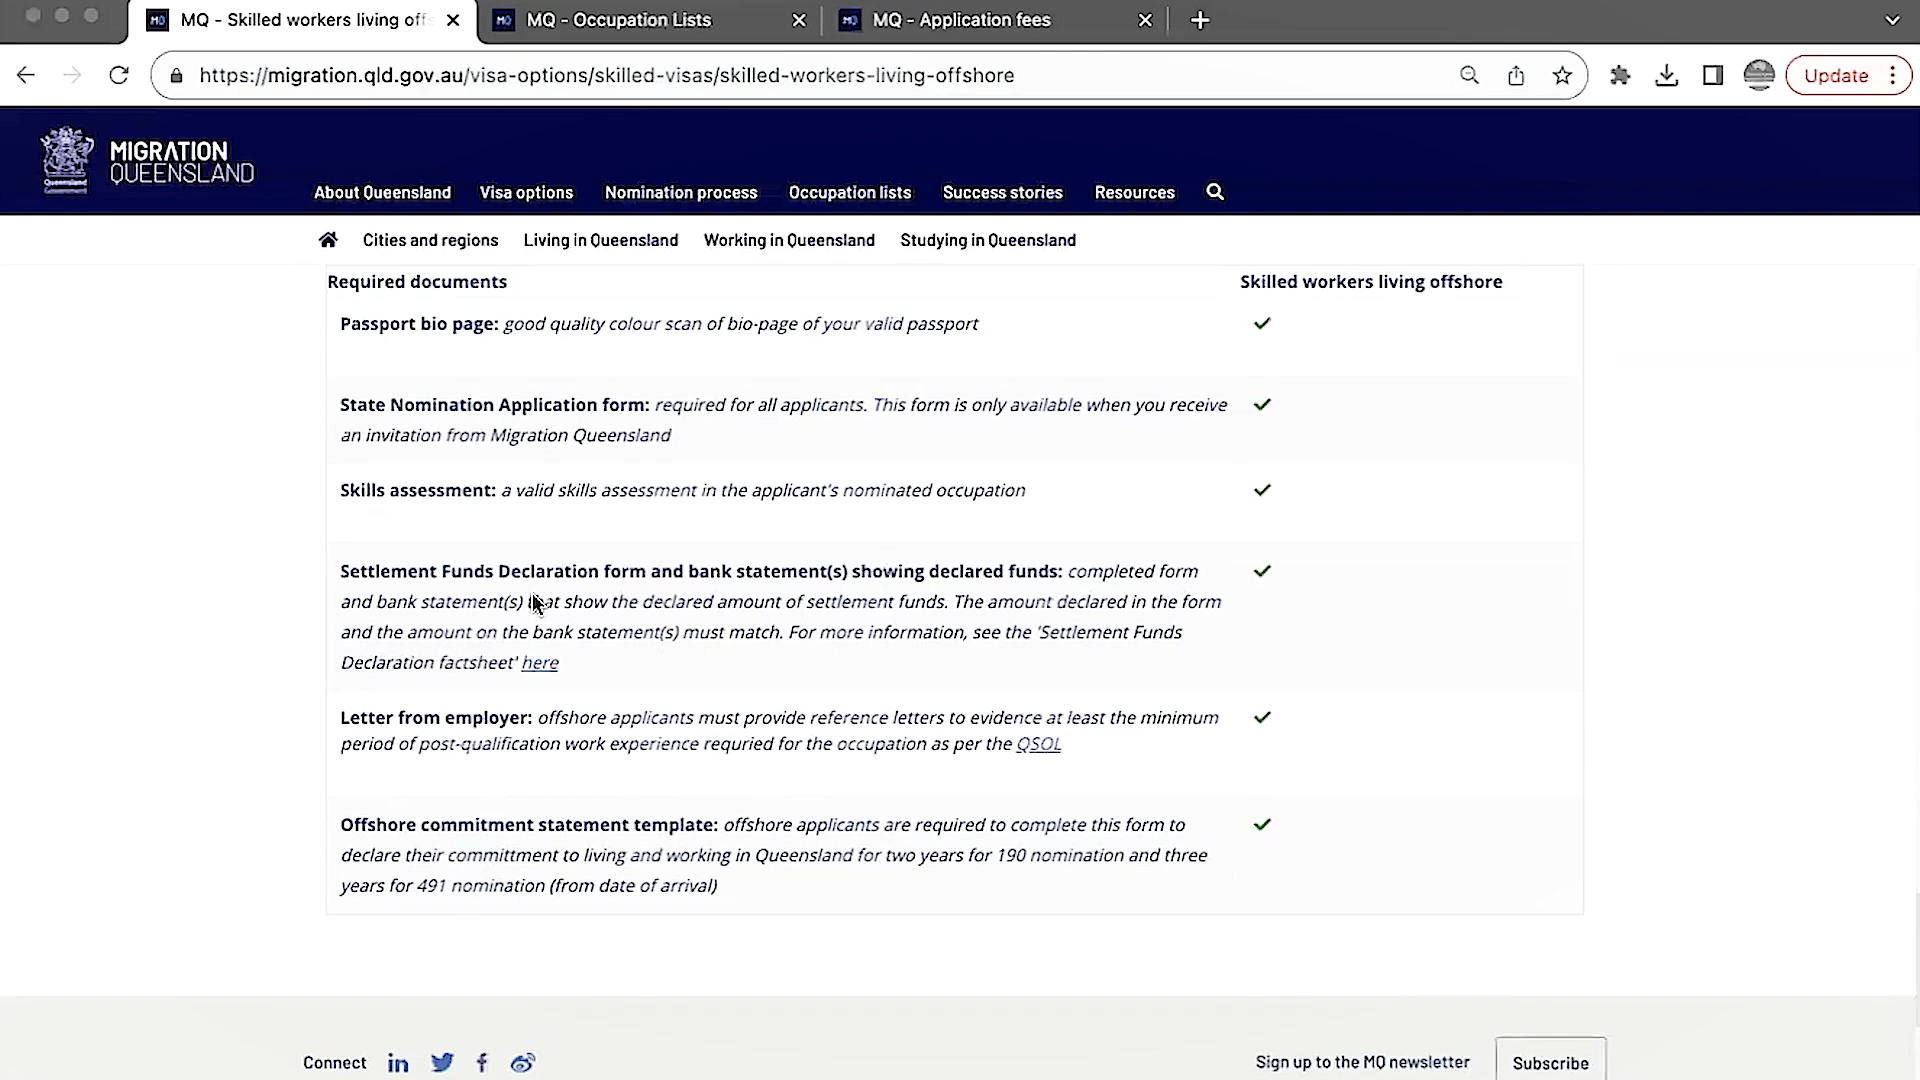 MQ - Skilled workers living off
MQ - Occupation Lists
MQ - Application fees
https://migration.qld.gov.au/visa-options/skilled-visas/skilled-workers-living-offshore
Update
Queensland
MIGRATION
QUEENSLAND
About Queensland
Visa options
Nomination process
Occupation lists
Success stories
Resources
Cities and regions
Living in Queensland
Working in Queensland
Studying in Queensland
Required documents
Skilled workers living offshore
Passport bio page: good quality colour scan of bio-page of your valid passport
State Nomination Application form: required for all applicants. This form is only available when you receive
an invitation from Migration Queensland
Skills assessment: a valid skills assessment in the applicant's nominated occupation
Settlement Funds Declaration form and bank statement(s) showing declared funds: completed form
and bank statement(s) that show the declared amount of settlement funds. The amount declared in the form
and the amount on the bank statement(s) must match. For more information, see the 'Settlement Funds
Declaration factsheet' here
Letter from employer: offshore applicants must provide reference letters to evidence at least the minimum
period of post-qualification work experience requried for the occupation as per the QSOL
Offshore commitment statement template: offshore applicants are required to complete this form to
declare their committment to living and working in Queensland for two years for 190 nomination and three
years for 491 nomination (from date of arrival)
Connect
Sign up to the MQ newsletter
Subscribe